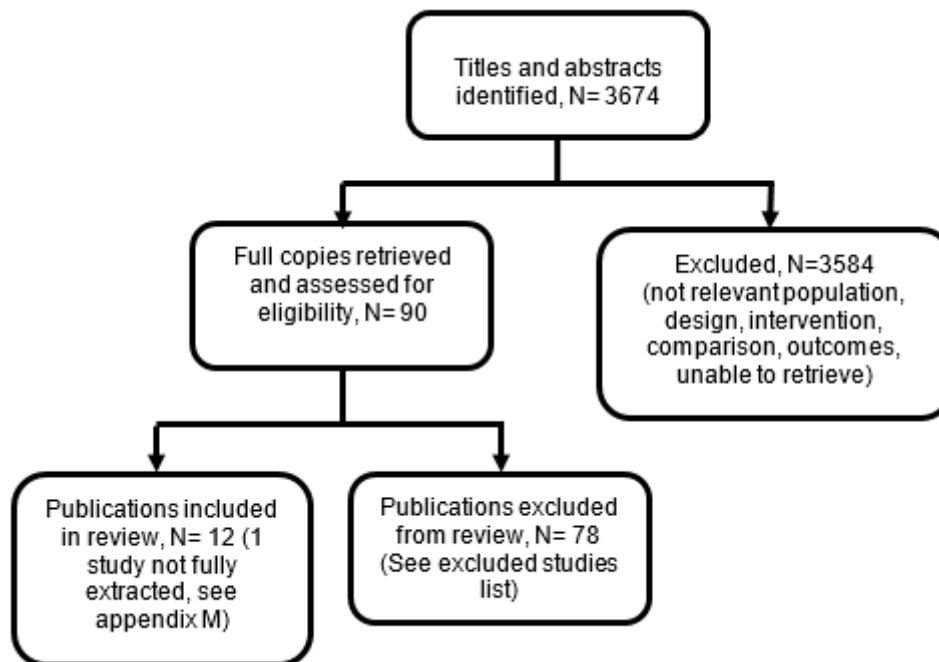 Titles and abstracts
identified, N= 3674
Full copies retrieved
and assessed for
eligibility, N= 90
Excluded, N=3584
(not relevant population,
design, intervention,
comparison, outcomes,
unable to retrieve)
Publications included
in review, N= 12 (1
study not fully
extracted, see
appendix M)
Publications excluded
from review, N= 78
(See excluded studies
list)